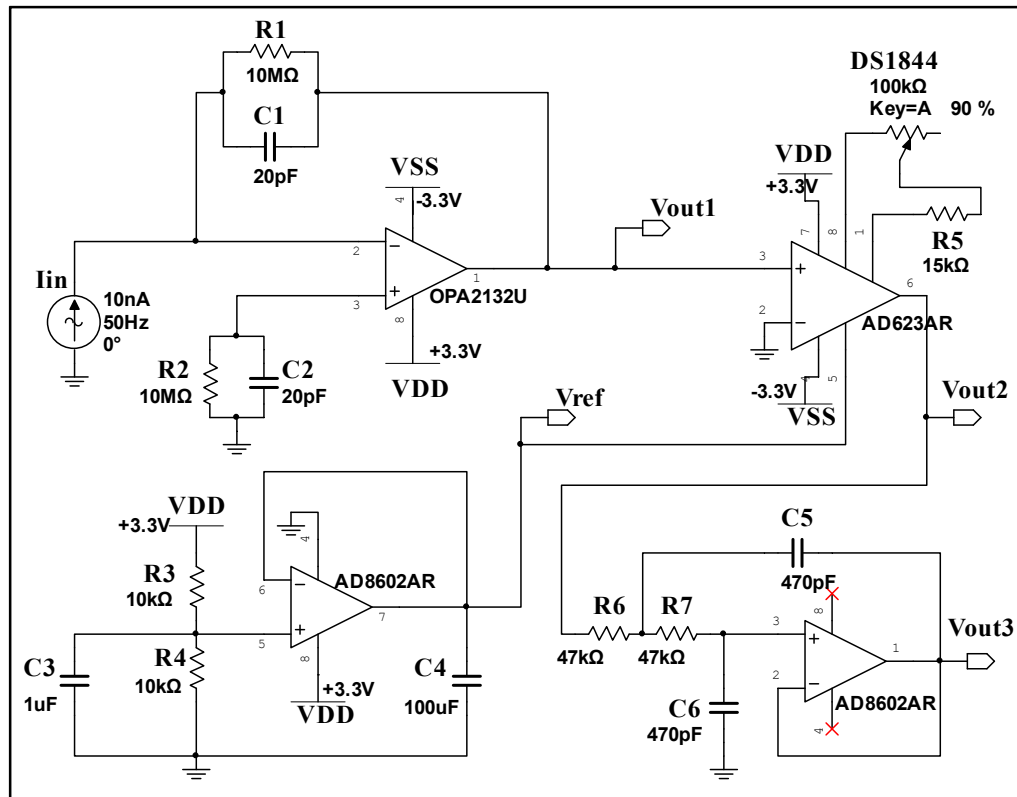 R1
10MΩ
C1
20pF
VSS
4
-3.3V
2
1
3
OPA2132U
8
+3.3V
VDD
Iin
10nA
50Hz
0°
R2
10MΩ
C2
20pF
Vout1
DS1844
100kΩ
Key=A 90 %
VDD
+3.3V
7
8
1
R5
15kΩ
3
6
2
AD623AR
4
5
-3.3V
VSS
Vout2
Vref
VDD
+3.3V
R3
10kΩ
4
AD8602AR
6
7
5
R4
10kΩ
8
+3.3V
VDD
C3
1uF
C4
100uF
C5
470pF
R6
47kΩ
R7
47kΩ
8
3
1
2
Vout3
AD8602AR
4
C6
470pF